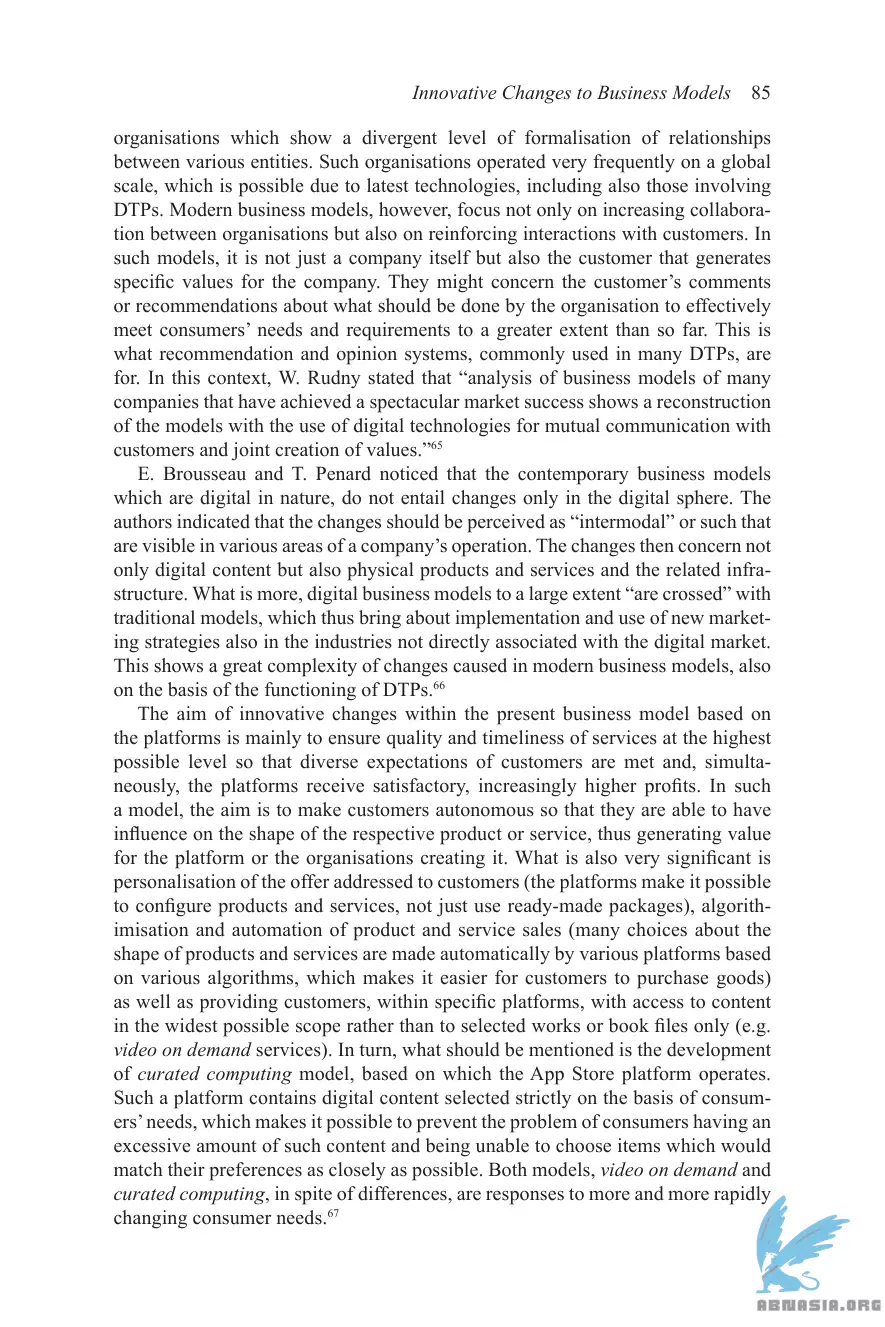 Innovative Changes to Business Models 85
organisations which show a divergent level of formalisation of relationships
between various entities. Such organisations operated very frequently on a global
scale, which is possible due to latest technologies, including also those involving
DTPs. Modern business models, however, focus not only on increasing collabora-
tion between organisations but also on reinforcing interactions with customers. In
such models, it is not just a company itself but also the customer that generates
specific values for the company. They might concern the customer’s comments
or recommendations about what should be done by the organisation to effectively
meet consumers’ needs and requirements to a greater extent than so far. This is
what recommendation and opinion systems, commonly used in many DTPs, are
for. In this context, W. Rudny stated that “analysis of business models of many
companies that have achieved a spectacular market success shows a reconstruction
of the models with the use of digital technologies for mutual communication with
customers and joint creation of values.”65
E. Brousseau and T. Penard noticed that the contemporary business models
which are digital in nature, do not entail changes only in the digital sphere. The
authors indicated that the changes should be perceived as “intermodal” or such that
are visible in various areas of a company’s operation. The changes then concern not
only digital content but also physical products and services and the related infra-
structure. What is more, digital business models to a large extent “are crossed” with
traditional models, which thus bring about implementation and use of new market-
ing strategies also in the industries not directly associated with the digital market.
This shows a great complexity of changes caused in modern business models, also
on the basis of the functioning of DTPs.66
The aim of innovative changes within the present business model based on
the platforms is mainly to ensure quality and timeliness of services at the highest
possible level so that diverse expectations of customers are met and, simulta-
neously, the platforms receive satisfactory, increasingly higher profits. In such
a model, the aim is to make customers autonomous so that they are able to have
influence on the shape of the respective product or service, thus generating value
for the platform or the organisations creating it. What is also very significant is
personalisation of the offer addressed to customers (the platforms make it possible
to configure products and services, not just use ready-made packages), algorith-
imisation and automation of product and service sales (many choices about the
shape of products and services are made automatically by various platforms based
on various algorithms, which makes it easier for customers to purchase goods)
as well as providing customers, within specific platforms, with access to content
in the widest possible scope rather than to selected works or book files only (e.g.
video on demand services). In turn, what should be mentioned is the development
of curated computing model, based on which the App Store platform operates.
Such a platform contains digital content selected strictly on the basis of consum-
ers’ needs, which makes it possible to prevent the problem of consumers having an
excessive amount of such content and being unable to choose items which would
match their preferences as closely as possible. Both models, video on demand and
curated computing, in spite of differences, are responses to more and more rapidly
changing consumer needs.67
ABNASIA.ORG